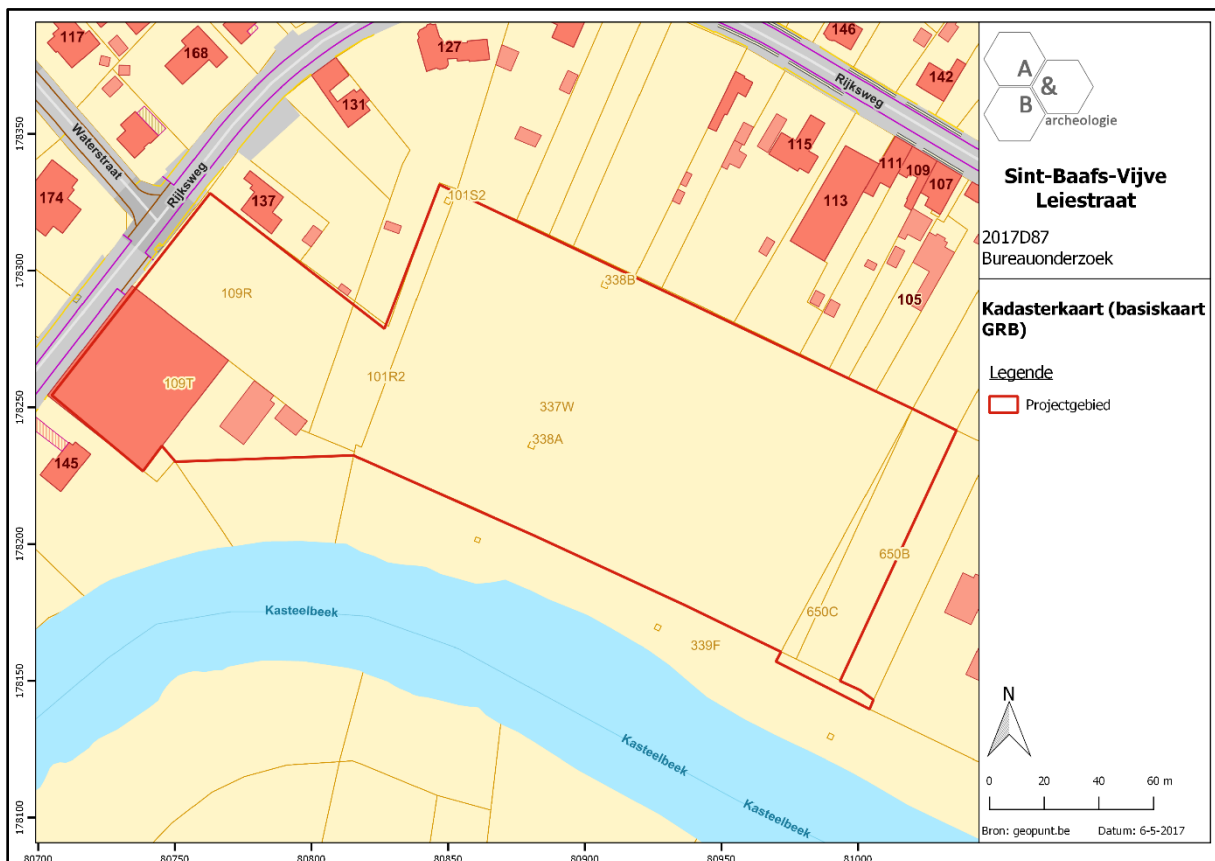 117
168
127
146
142
131
Rijksweg
Waterstraat
115
111
109
107
113
174
Rijksweg
137
101S2
338B
105
109R
101R2
109T
337W
338A
145
650B
650C
339F
Kasteelbeek
Kasteelbeek
Kasteelbeek
178350
178300
178250
178200
178150
178100
80700
80750
80800
80850
80900
80950
81000
A
&
B
archeologie
Sint-Baafs-Vijve
Leiestraat
2017D87
Bureauonderzoek
Kadasterkaart (basiskaart
GRB)
Legende
Projectgebied
N
0 20 40 60 m
Bron: geopunt.be Datum: 6-5-2017